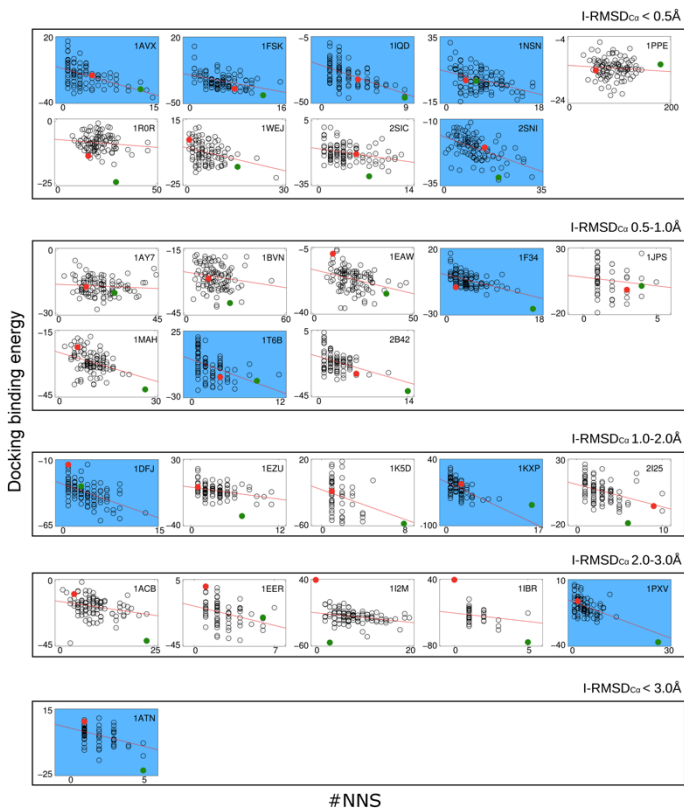 I-RMSDCα < 0.5Å
20 1AVX -40 0 15
18 1FSK -50 0 16
-5 1IQD -50 0 9
35 1NSN -15 0 18
-4 1PPE -24 0 200
0 1R0R -25 0 50
15 1WEJ -25 0 30
5 2SIC -35 0 14
-10 2SNI -35 0 35
I-RMSDCα 0.5-1.0Å
0 1AY7 -30 0 45
-15 1BVN -45 0 60
-5 1EAW -40 0 50
20 1F34 -30 0 18
30 1JPS -20 0 5
-15 1MAH -45 0 30
25 1T6B -30 0 12
5 2B42 -45 0 14
Docking binding energy
I-RMSDCα 1.0-2.0Å
-10 1DFJ -65 0 15
30 1EZU -40 0 12
20 1K5D -60 0 8
40 1KXP -100 0 17
35 2I25 -25 0 10
I-RMSDCα 2.0-3.0Å
5 1ACB -45 0 25
5 1EER -45 0 7
40 1I2M -60 0 20
40 1IBR -80 0 5
10 1PXV -45 0 30
I-RMSDCα < 3.0Å
15 1ATN -25 0 5
#NNS